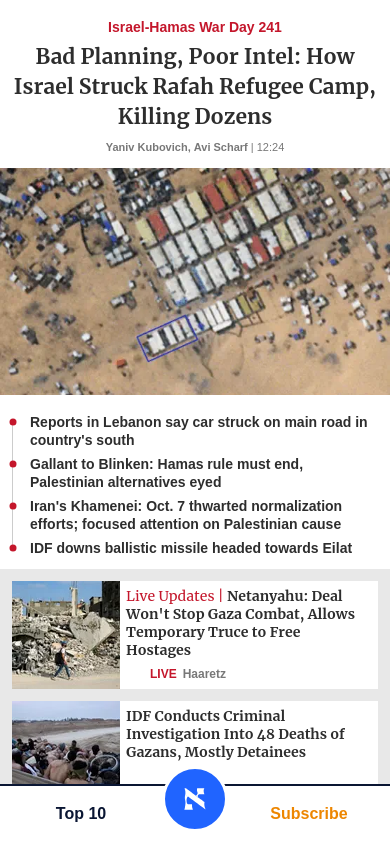 Israel-Hamas War Day 241
Bad Planning, Poor Intel: How
Israel Struck Rafah Refugee Camp,
Killing Dozens
Yaniv Kubovich, Avi Scharf | 12:24
Reports in Lebanon say car struck on main road in
country's south
Gallant to Blinken: Hamas rule must end,
Palestinian alternatives eyed
Iran's Khamenei: Oct. 7 thwarted normalization
efforts; focused attention on Palestinian cause
IDF downs ballistic missile headed towards Eilat
Live Updates | Netanyahu: Deal
Won't Stop Gaza Combat, Allows
Temporary Truce to Free
Hostages
LIVE Haaretz
IDF Conducts Criminal
Investigation Into 48 Deaths of
Gazans, Mostly Detainees
Top 10
א
Subscribe